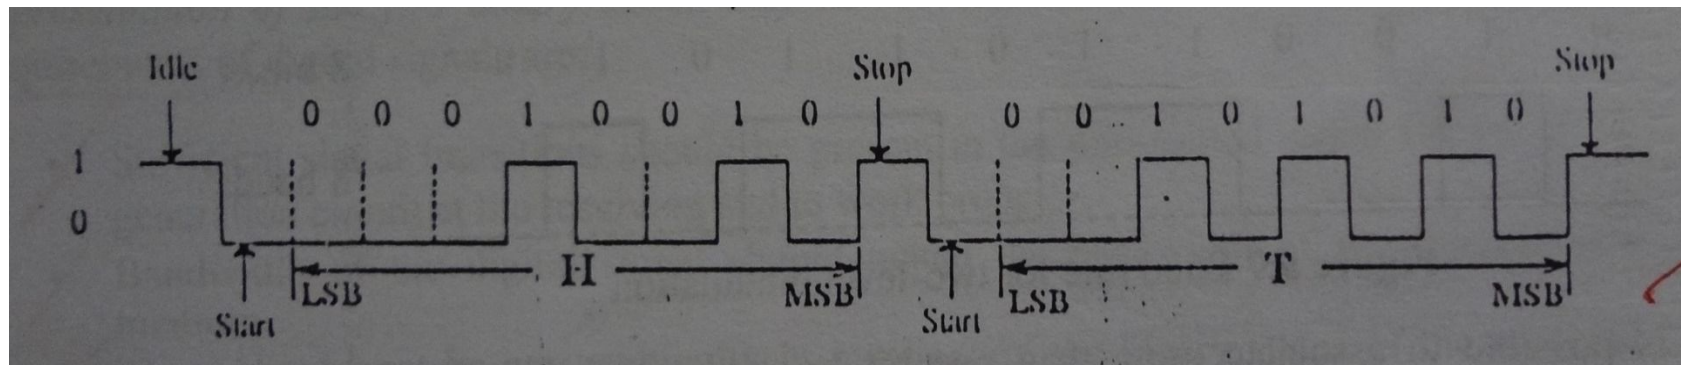 Idle Stop Stop
0 0 0 1 0 0 1 0 0 0 1 0 1 0 1 0
1
0
H T
LSB MSB LSB MSB
Start Start